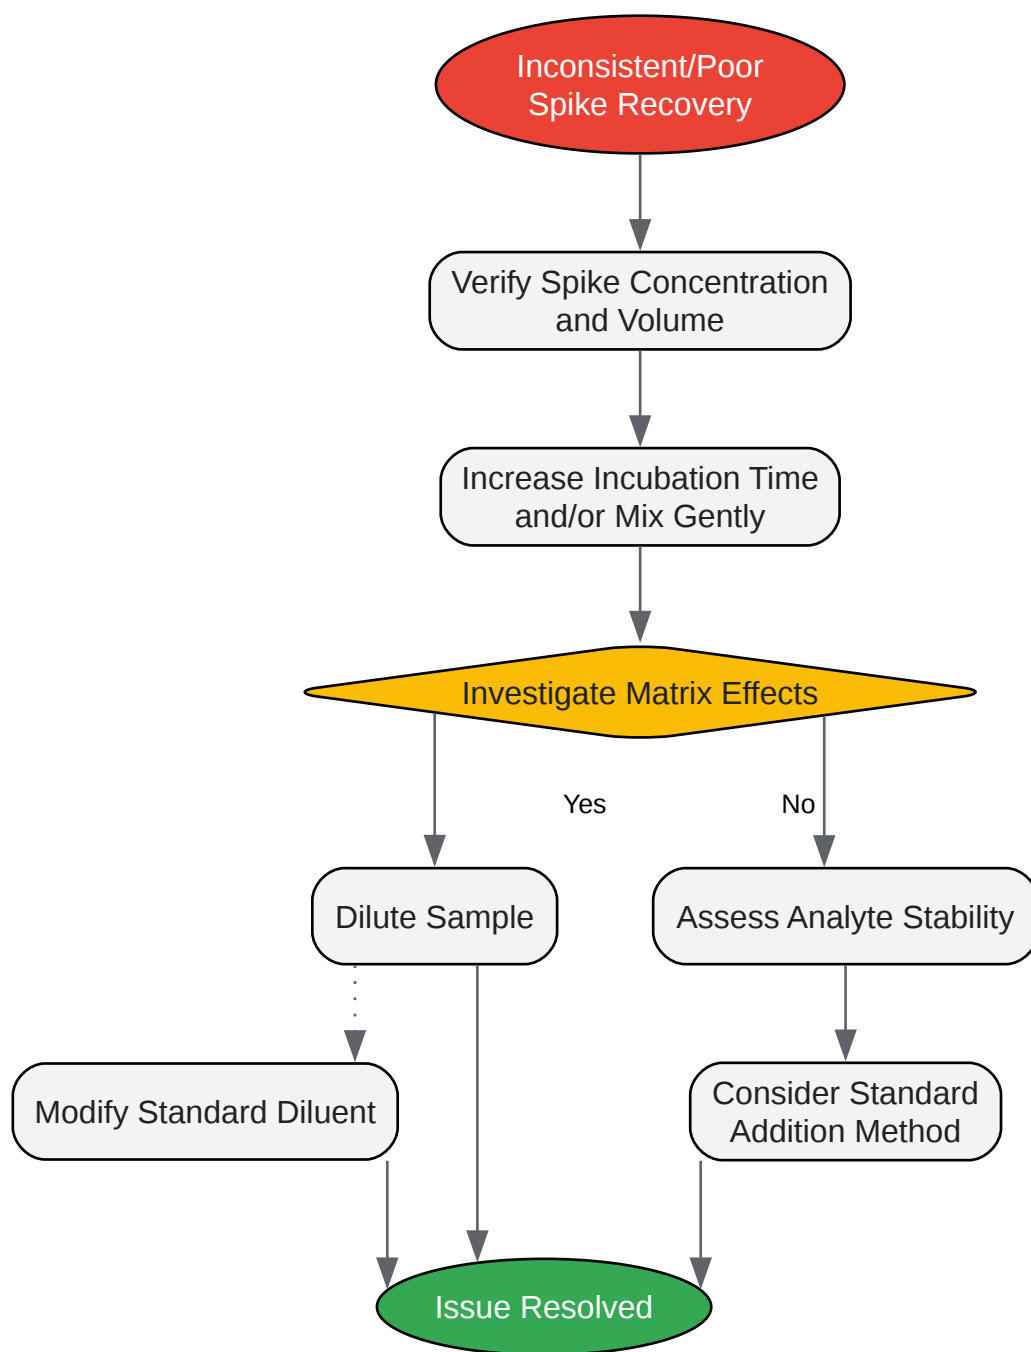 Inconsistent/Poor
Spike Recovery
Verify Spike Concentration
and Volume
Increase Incubation Time
and/or Mix Gently
Investigate Matrix Effects
Yes
No
Dilute Sample
Assess Analyte Stability
Modify Standard Diluent
Consider Standard
Addition Method
Issue Resolved